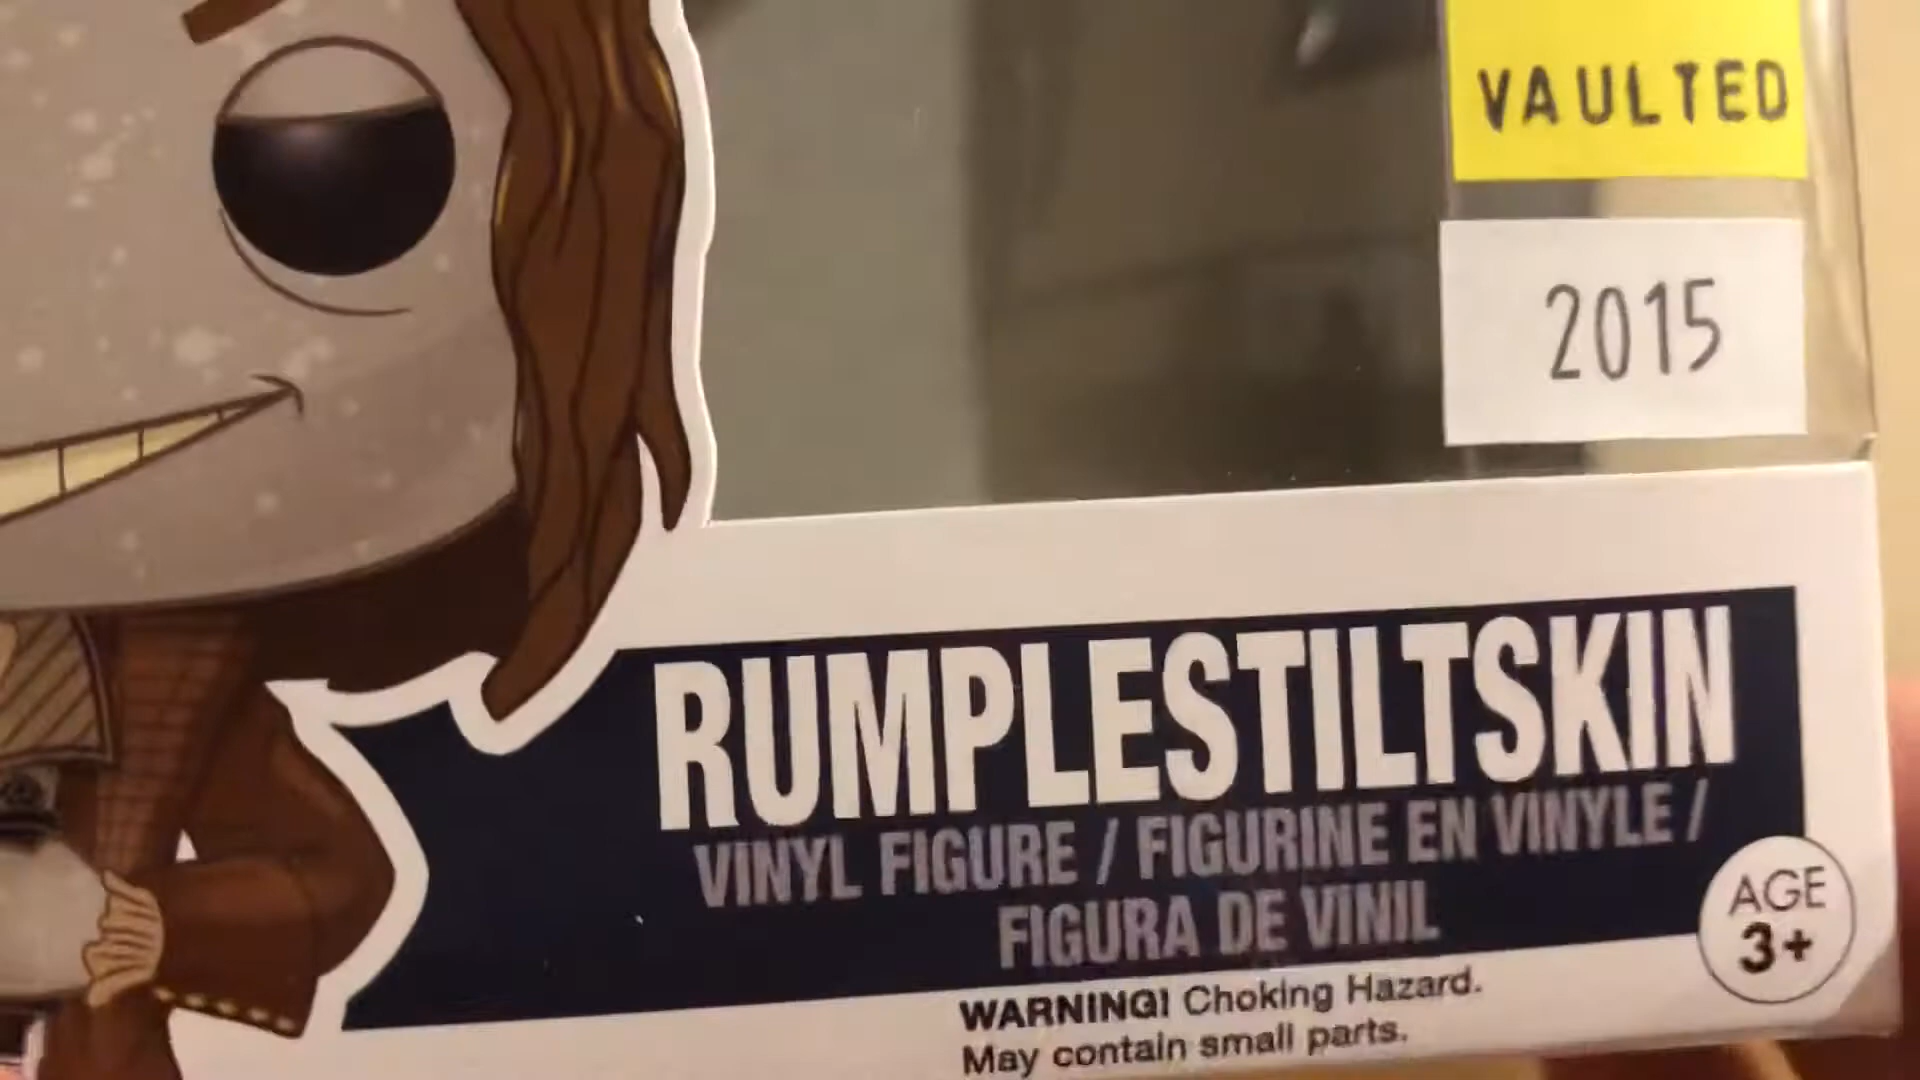 VAULTED
2015
RUMPLESTILTSKIN
VINYL FIGURE / FIGURINE EN VINYLE /
FIGURA DE VINIL
AGE
3+
WARNING! Choking Hazard.
May contain small parts.